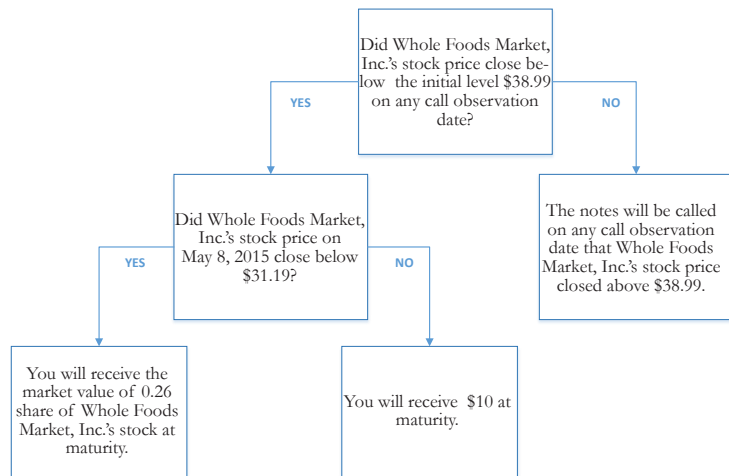 Did Whole Foods Market,
Inc.'s stock price close be-
low the initial level $38.99
on any call observation
date?
YES
NO
Did Whole Foods Market,
Inc.'s stock price on
May 8, 2015 close below
$31.19?
The notes will be called
on any call observation
date that Whole Foods
Market, Inc.'s stock price
closed above $38.99.
YES
NO
You will receive the
market value of 0.26
share of Whole Foods
Market, Inc.'s stock at
maturity.
You will receive $10 at
maturity.